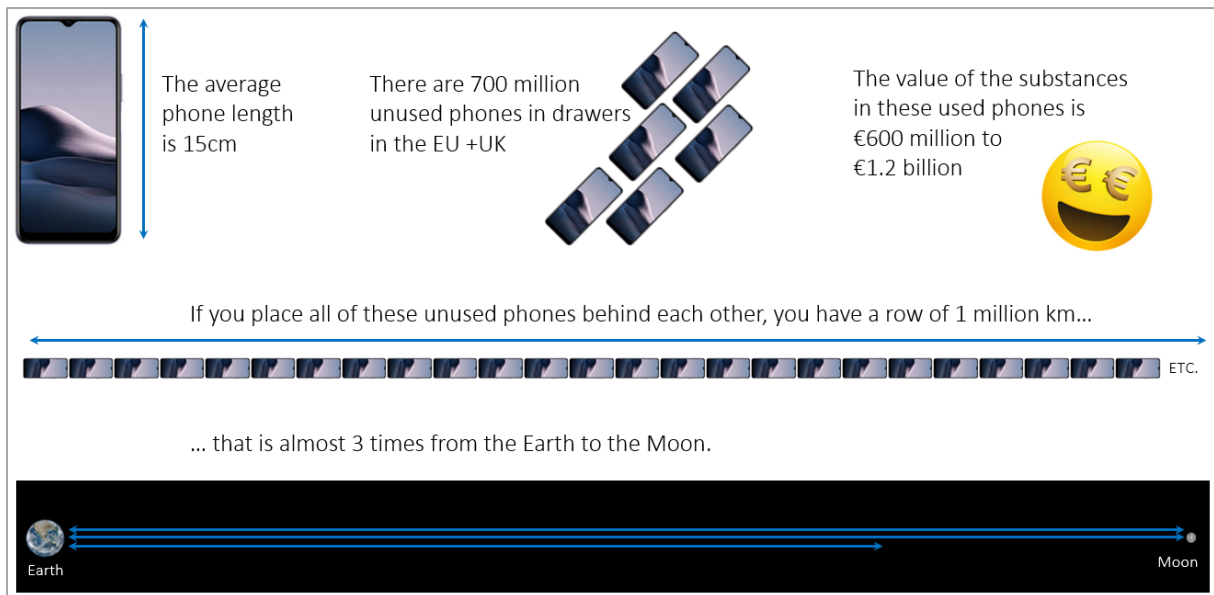 The average
phone length
is 15cm
There are 700 million
unused phones in drawers
in the EU +UK
The value of the substances
in these used phones is
€600 million to
€1.2 billion
If you place all of these unused phones behind each other, you have a row of 1 million km...
ETC.
... that is almost 3 times from the Earth to the Moon.
Earth
Moon